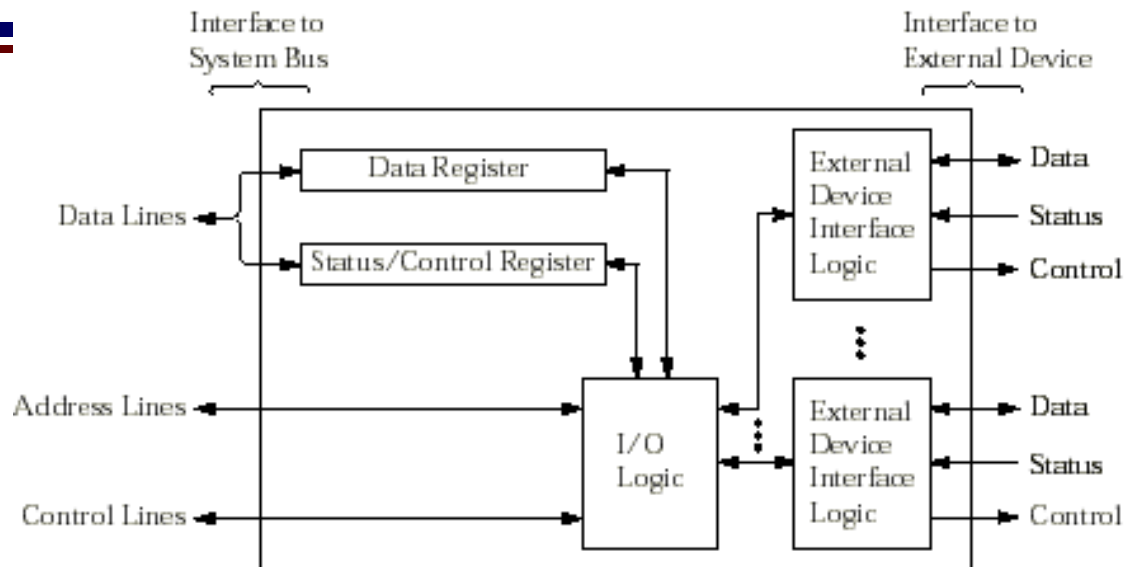 Interface to
System Bus
Interface to
External Device
Data Register
Data Lines
Status/Control Register
Address Lines
Control Lines
I/O
Logic
External
Device
Interface
Logic
Data
Status
Control
External
Device
Interface
Logic
Data
Status
Control